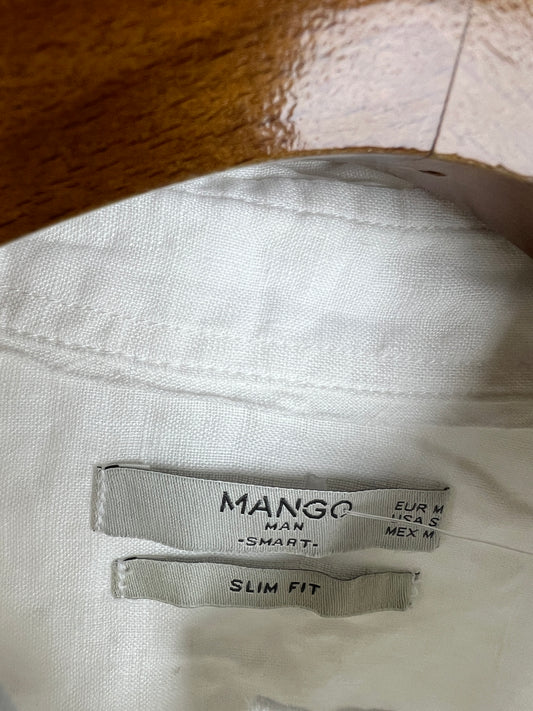 MANGO
MAN
-SMART-
EUR M
USA S
MEX M
SLIM FIT